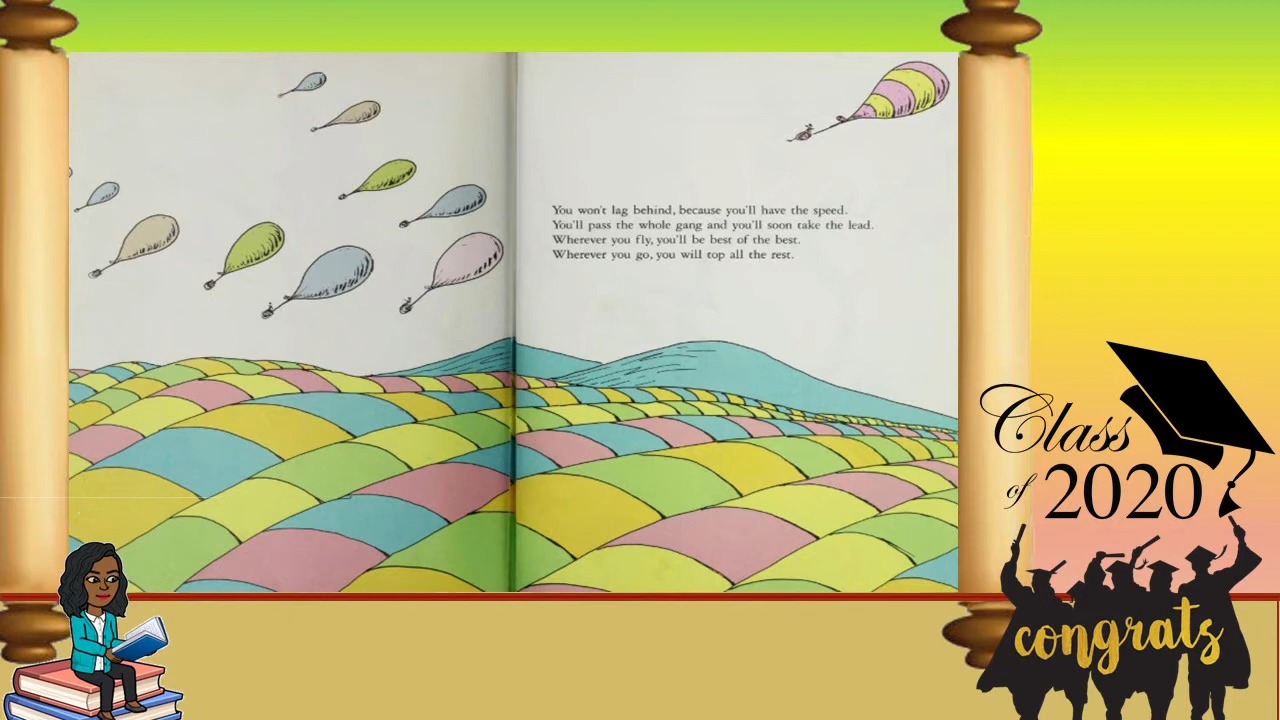 You won't lag behind, because you'll have the speed.
You'll pass the whole gang and you'll soon take the lead.
Wherever you fly, you'll be best of the best.
Wherever you go, you will top all the rest.
Class
of 2020
congrats